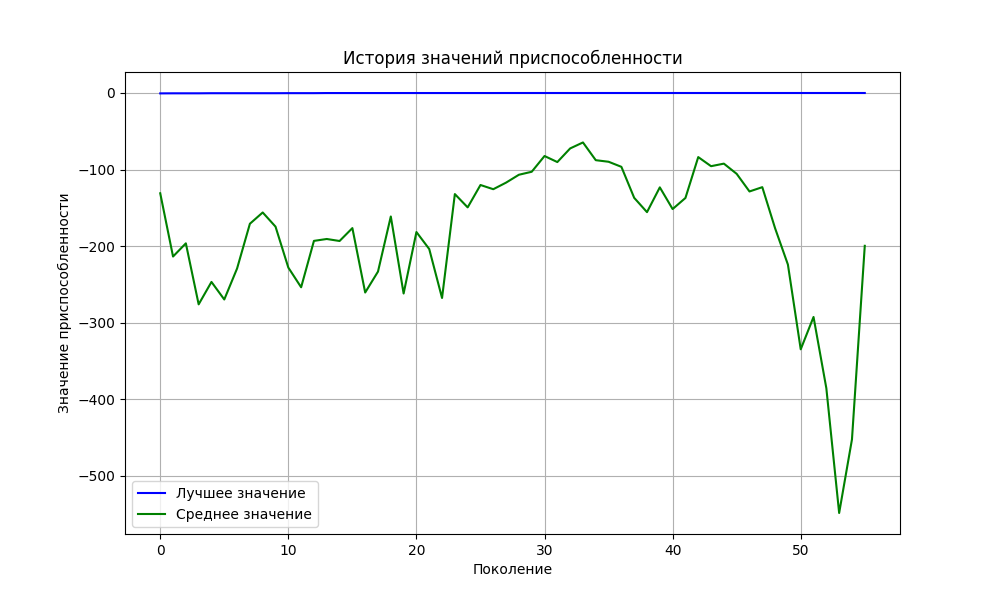 История значений приспособленности
Значение приспособленности
0
−100
−200
−300
−400
−500
Лучшее значение
Среднее значение
0 10 20 30 40 50
Поколение